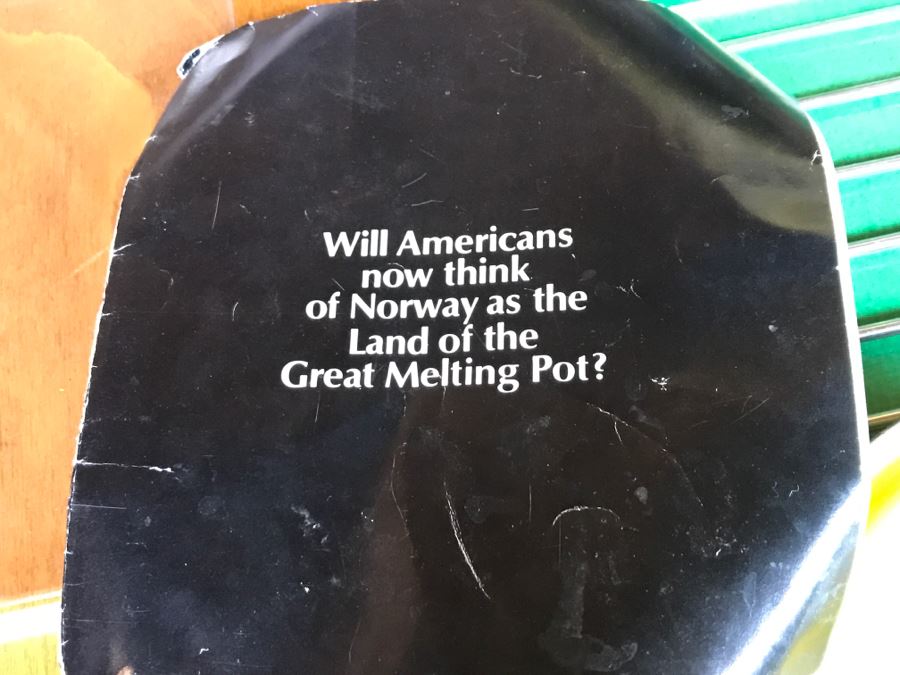 Will Americans
now think
of Norway as the
Land of the
Great Melting Pot?